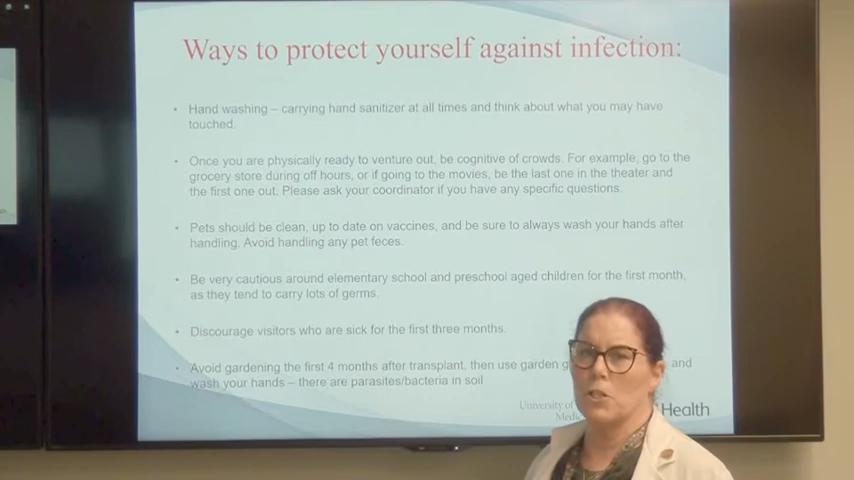 Ways to protect yourself against infection:
• Hand washing – carrying hand sanitizer at all times and think about what you may have
touched.
• Once you are physically ready to venture out, be cognitive of crowds. For example, go to the
grocery store during off hours, or if going to the movies, be the last one in the theater and
the first one out. Please ask your coordinator if you have any specific questions.
• Pets should be clean, up to date on vaccines, and be sure to always wash your hands after
handling. Avoid handling any pet feces.
• Be very cautious around elementary school and preschool aged children for the first month,
as they tend to carry lots of germs.
• Discourage visitors who are sick for the first three months.
• Avoid gardening the first 4 months after transplant, then use garden g and
wash your hands – there are parasites/bacteria in soil
University of
Medi Health